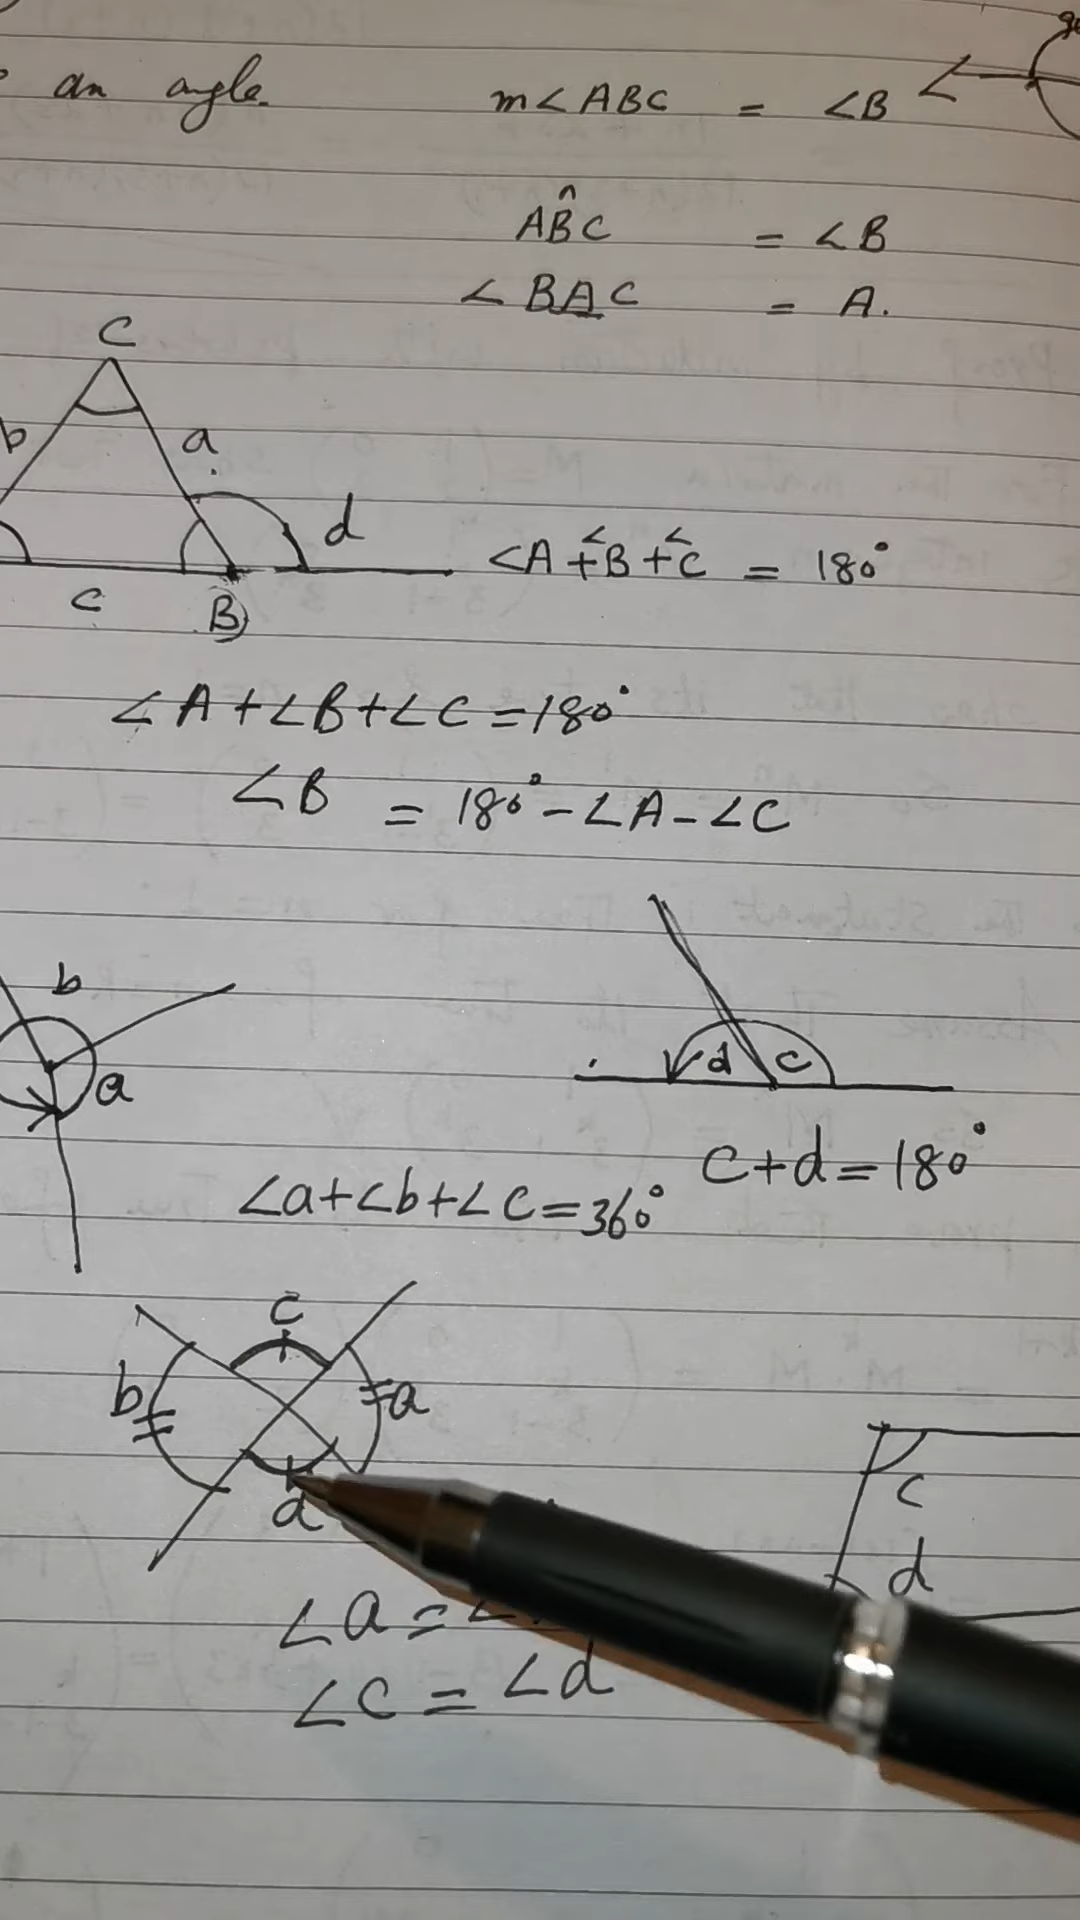 an angle. m∠ABC = ∠B
AB̂C = ∠B
∠BAC = A.
C
b a
d
∠A+∠B+∠C = 180°
c B
∠A+∠B+∠C=180°
∠B = 180°-∠A-∠C
b
a
d c
c+d=180°
∠a+∠b+∠c=360°
c
b a
c
d
d
∠a=∠
∠c=∠d